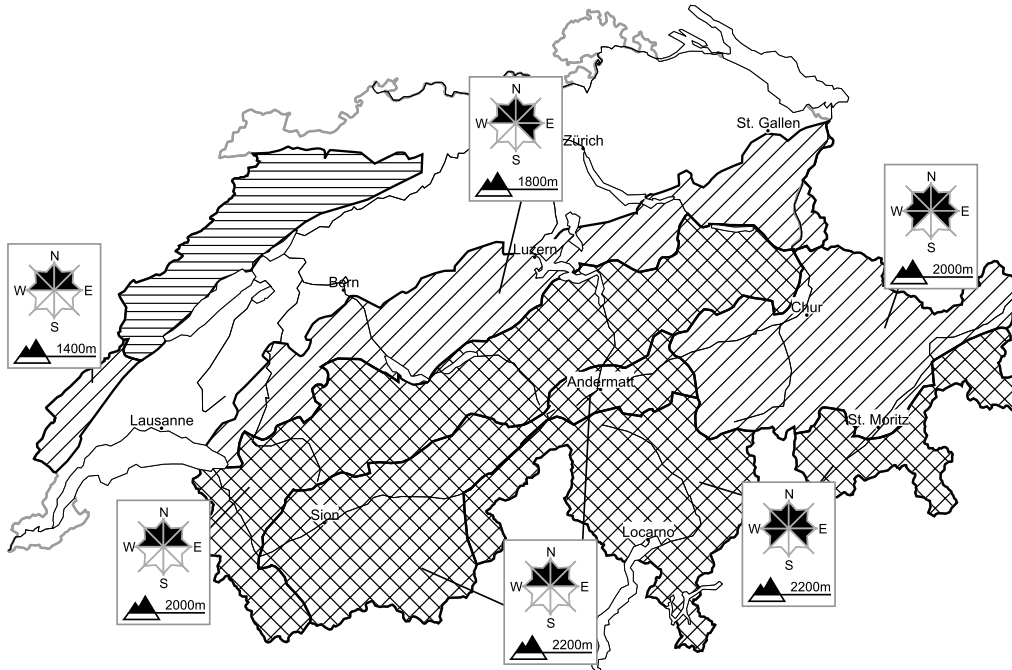 N
W E
S
1800m
Zürich
St. Gallen
N
W E
S
2000m
Luzern
N
W E
S
1400m
Bern
Chur
Andermatt
Lausanne
St. Moritz
N
W E
S
2000m
Sion
Locarno
N
W E
S
2200m
N
W E
S
2200m